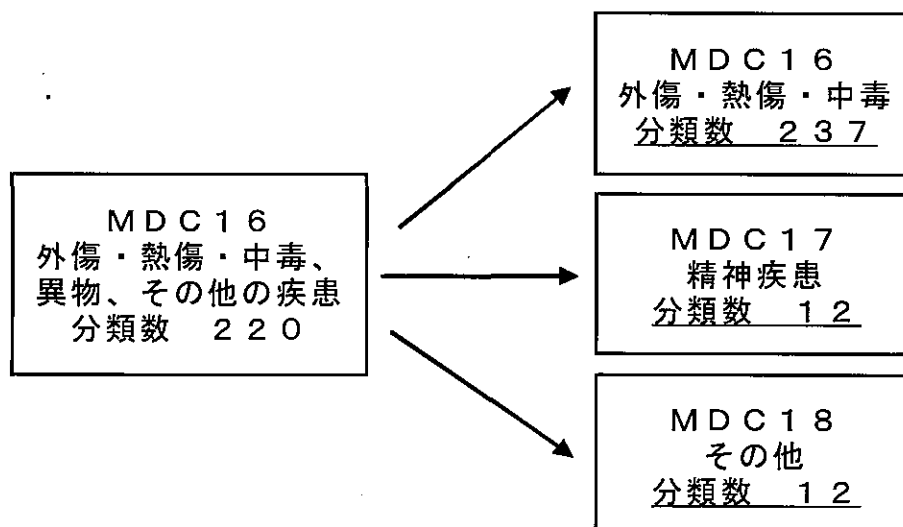 MDC16
外傷・熱傷・中毒、
異物、その他の疾患
分類数 220
MDC16
外傷・熱傷・中毒
分類数 237
MDC17
精神疾患
分類数 12
MDC18
その他
分類数 12